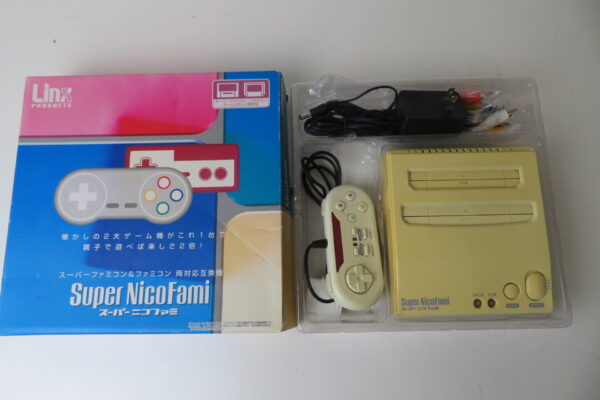 Linx
PRODUCTS
懐かしの2大ゲーム機がこれ1台で
親子で遊べば楽しさ2倍!
スーパーファミコン&ファミコン 両対応互換機
Super NicoFami
スーパーニコファミ
Super NicoFami
スーパーニコファミ